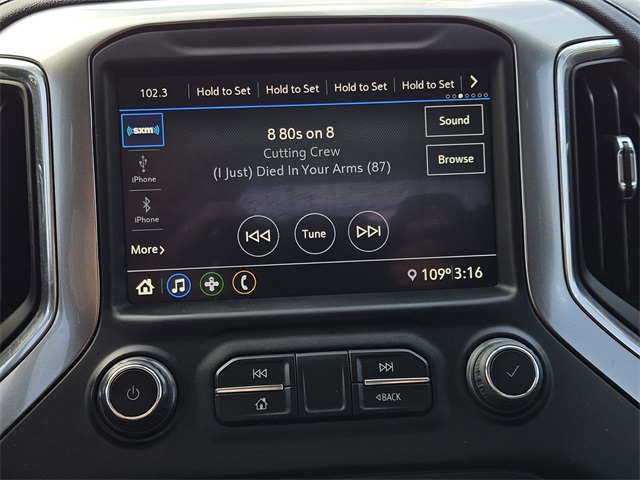 102.3 Hold to Set Hold to Set Hold to Set Hold to Set
((sxm))
8 80s on 8
Sound
Cutting Crew
(I Just) Died In Your Arms (87)
Browse
iPhone
iPhone
Tune
More
109° 3:16
BACK